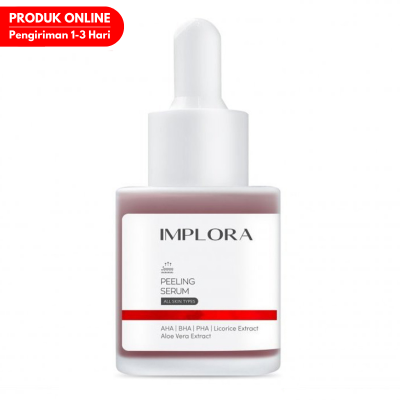 PRODUK ONLINE
Pengiriman 1-3 Hari
IMPLORA
PEELING
SERUM
ALL SKIN TYPES
AHA | BHA | PHA | Licorice Extract
Aloe Vera Extract